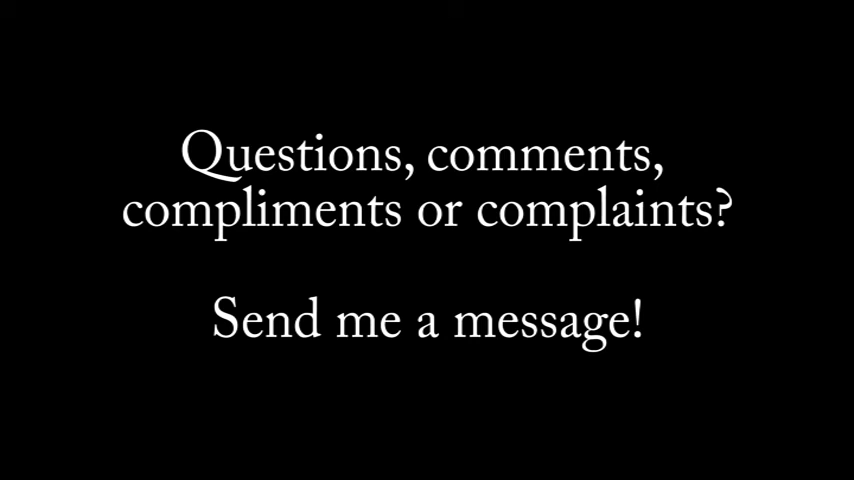 Questions, comments,
compliments or complaints?
Send me a message!